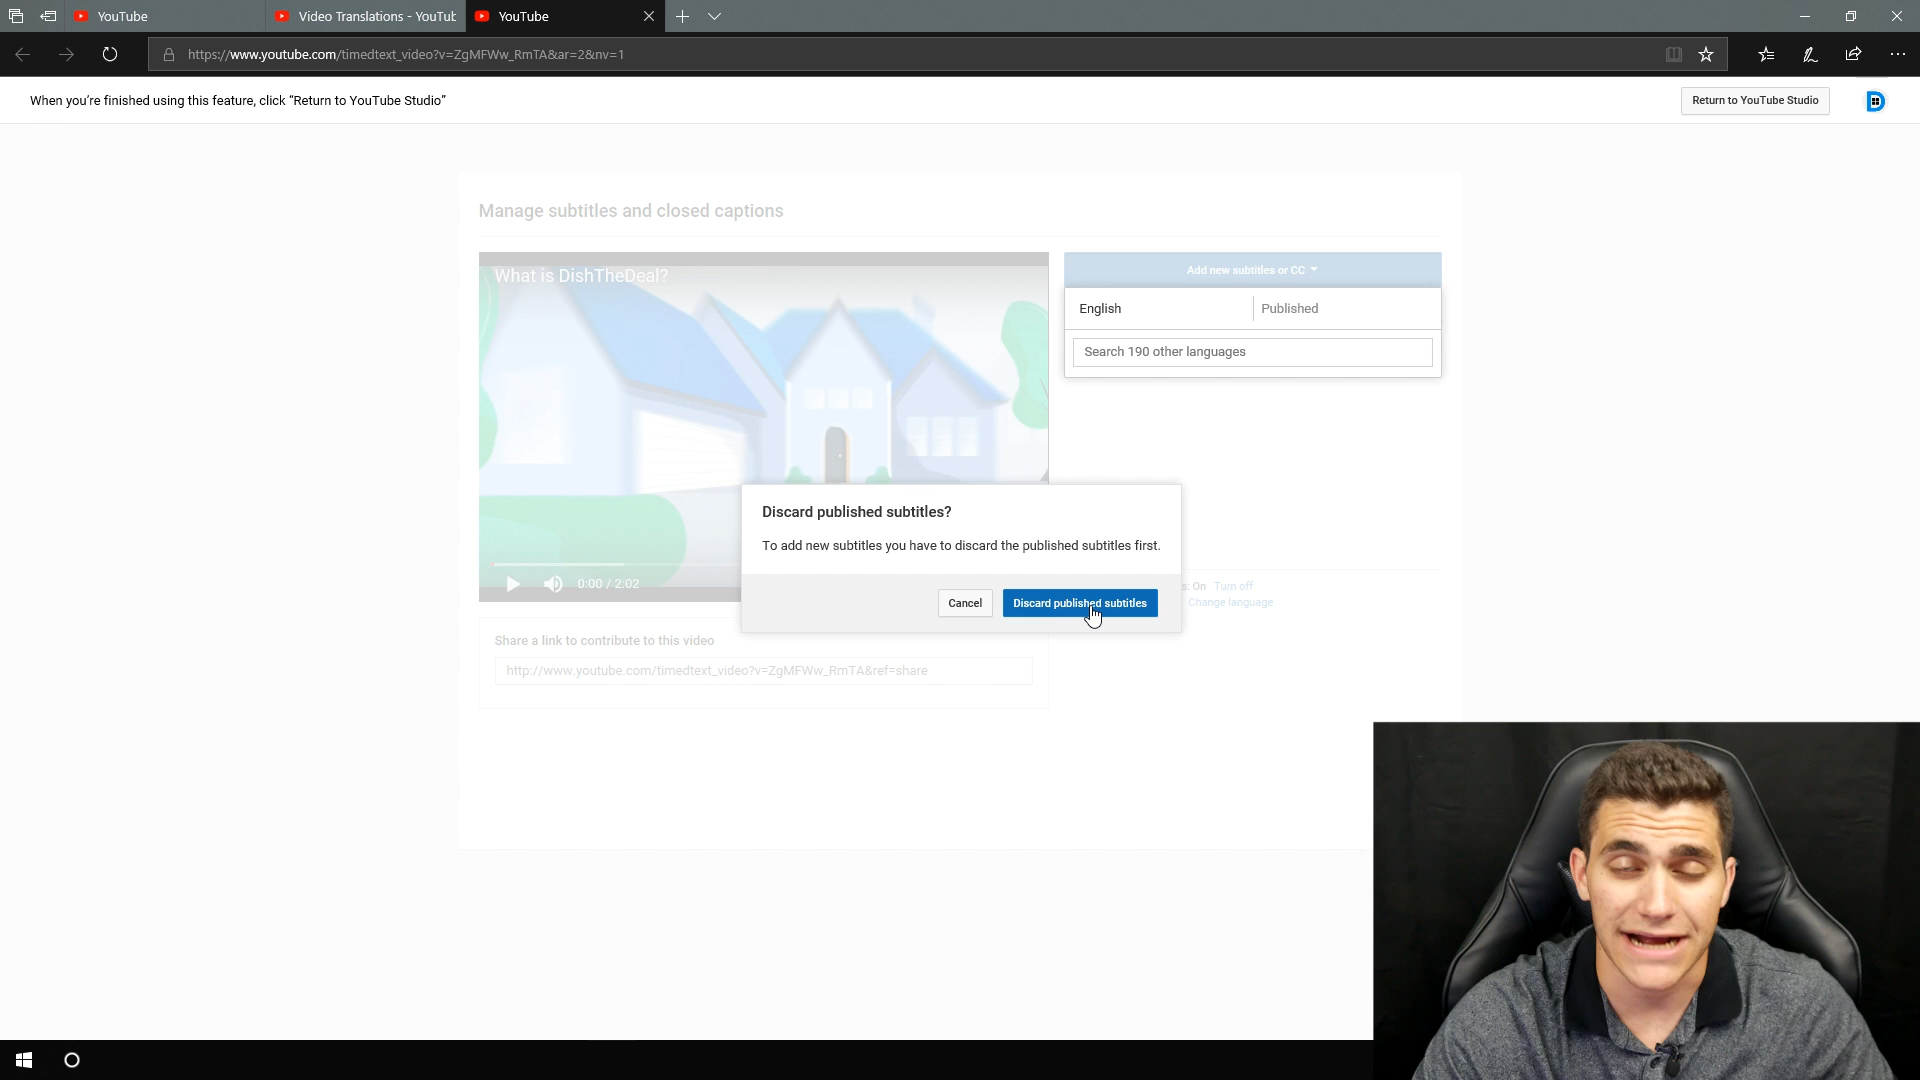 YouTube
Video Translations - YouTub
YouTube
https://www.youtube.com/timedtext_video?v=ZgMFWw_RmTA&ar=2&nv=1
When you're finished using this feature, click “Return to YouTube Studio”
Return to YouTube Studio
Manage subtitles and closed captions
What is DishTheDeal?
Add new subtitles or CC
English
Published
Search 190 other languages
Discard published subtitles?
To add new subtitles you have to discard the published subtitles first.
0:00 / 2:02
s: On Turn off
Cancel
Discard published subtitles
Change language
Share a link to contribute to this video
http://www.youtube.com/timedtext_video?v=ZgMFWw_RmTA&ref=share